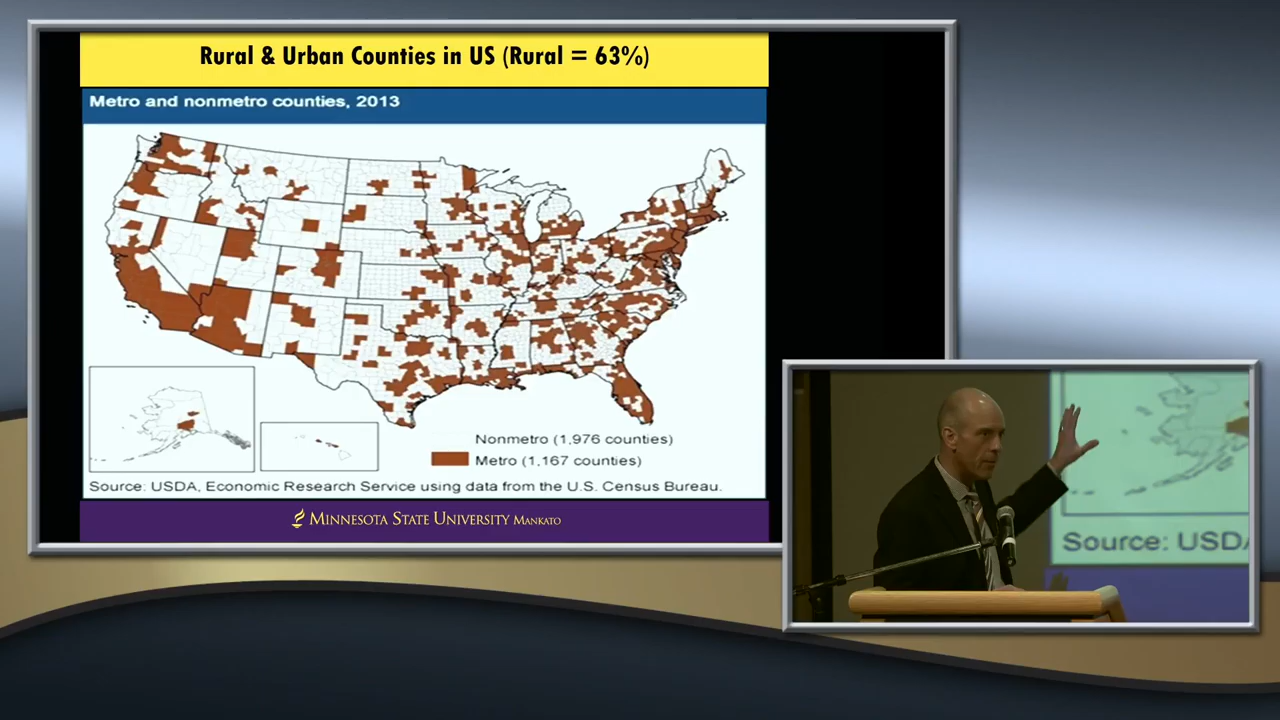 Rural & Urban Counties in US (Rural = 63%)
Metro and nonmetro counties, 2013
Nonmetro (1,976 counties)
Metro (1,167 counties)
Source: USDA, Economic Research Service using data from the U.S. Census Bureau.
MINNESOTA STATE UNIVERSITY MANKATO
Source: USDA